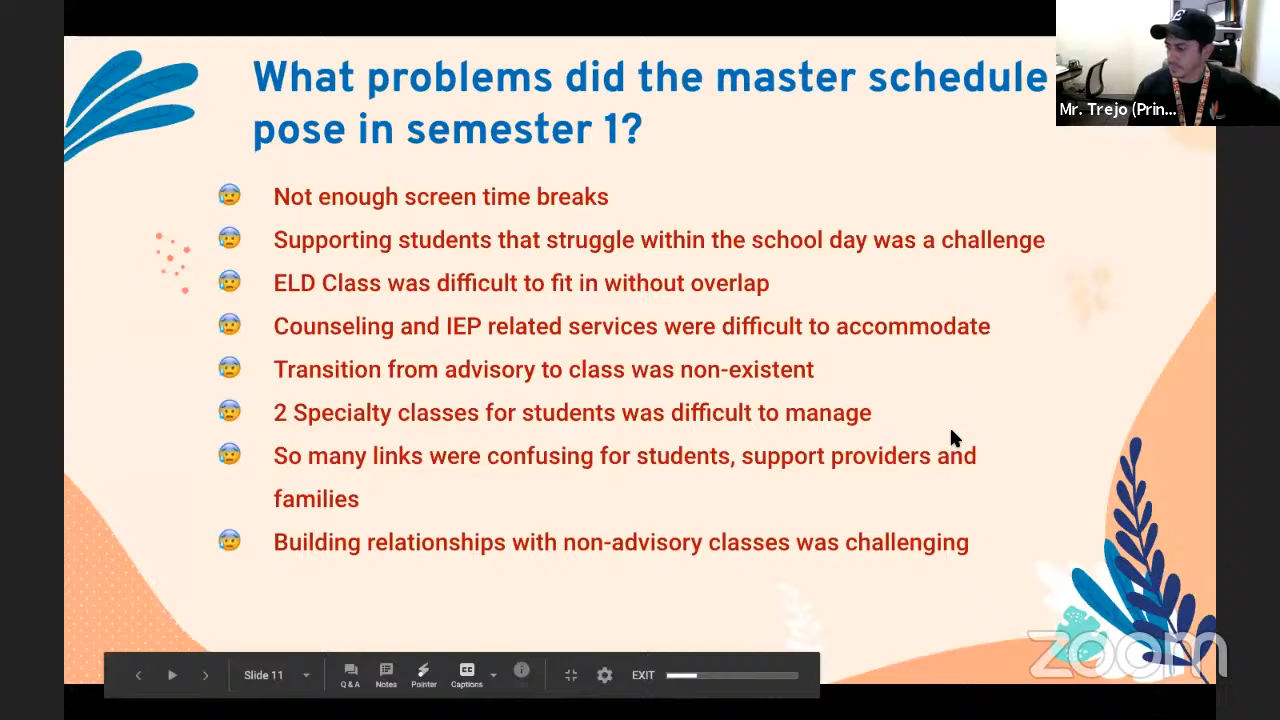 What problems did the master schedule
pose in semester 1?
Mr. Trejo (Prin...
Not enough screen time breaks
Supporting students that struggle within the school day was a challenge
ELD Class was difficult to fit in without overlap
Counseling and IEP related services were difficult to accommodate
Transition from advisory to class was non-existent
2 Specialty classes for students was difficult to manage
So many links were confusing for students, support providers and
families
Building relationships with non-advisory classes was challenging
Slide 11
Q & A
Notes
Pointer
CC
Captions
EXIT
zoom